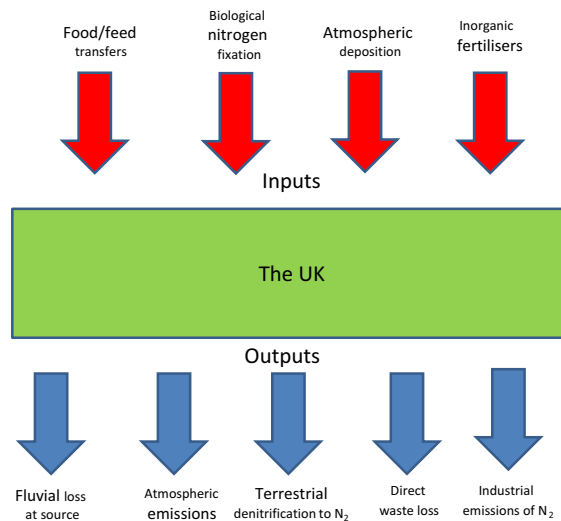 Food/feed
transfers
Biological
nitrogen
fixation
Atmospheric
deposition
Inorganic
fertilisers
Inputs
The UK
Outputs
Fluvial loss
at source
Atmospheric
emissions
Terrestrial
denitrification to N₂
Direct
waste loss
Industrial
emissions of N₂